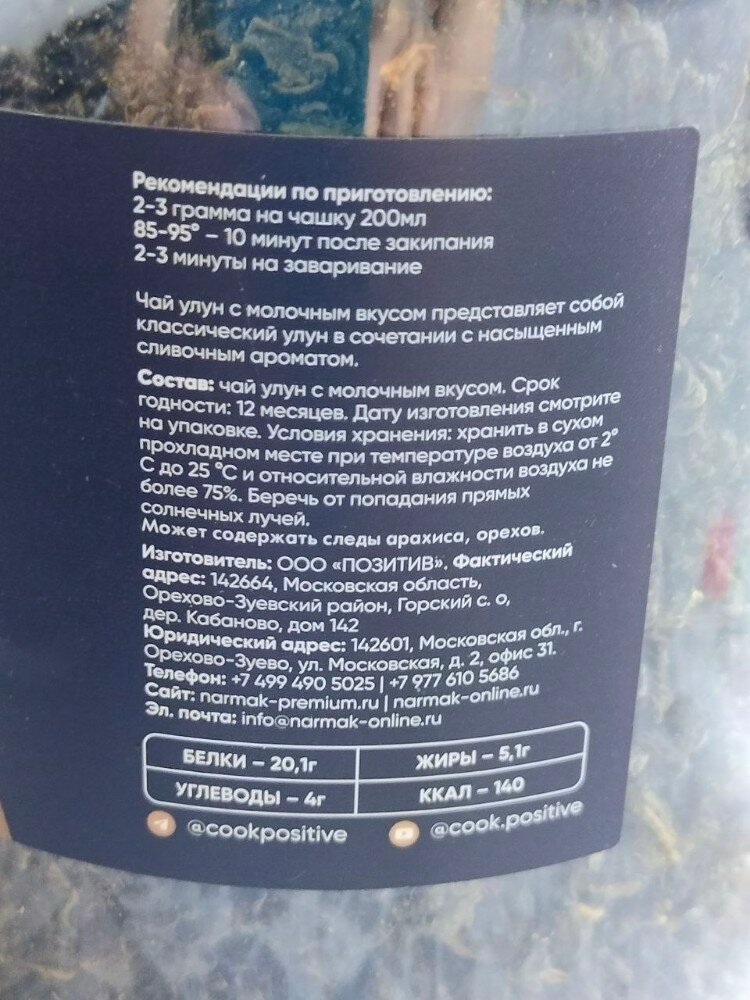 Рекомендации по приготовлению:
2-3 грамма на чашку 200мл
85-95° – 10 минут после закипания
2-3 минуты на заваривание
Чай улун с молочным вкусом представляет собой
классический улун в сочетании с насыщенным
сливочным ароматом.
Состав: чай улун с молочным вкусом. Срок
годности: 12 месяцев. Дату изготовления смотрите
на упаковке. Условия хранения: хранить в сухом
прохладном месте при температуре воздуха от 2°
С до 25 °С и относительной влажности воздуха не
более 75%. Беречь от попадания прямых
солнечных лучей.
Может содержать следы арахиса, орехов.
Изготовитель: ООО «ПОЗИТИВ». Фактический
адрес: 142664, Московская область,
Орехово-Зуевский район, Горский с. о,
дер. Кабаново, дом 142
Юридический адрес: 142601, Московская обл., г.
Орехово-Зуево, ул. Московская, д. 2, офис 31.
Телефон: +7 499 490 5025 | +7 977 610 5686
Сайт: narmak-premium.ru | narmak-online.ru
Эл. почта: info@narmak-online.ru
БЕЛКИ – 20,1г ЖИРЫ – 5,1г
УГЛЕВОДЫ – 4г ККАЛ – 140
@cookpositive @cook.positive